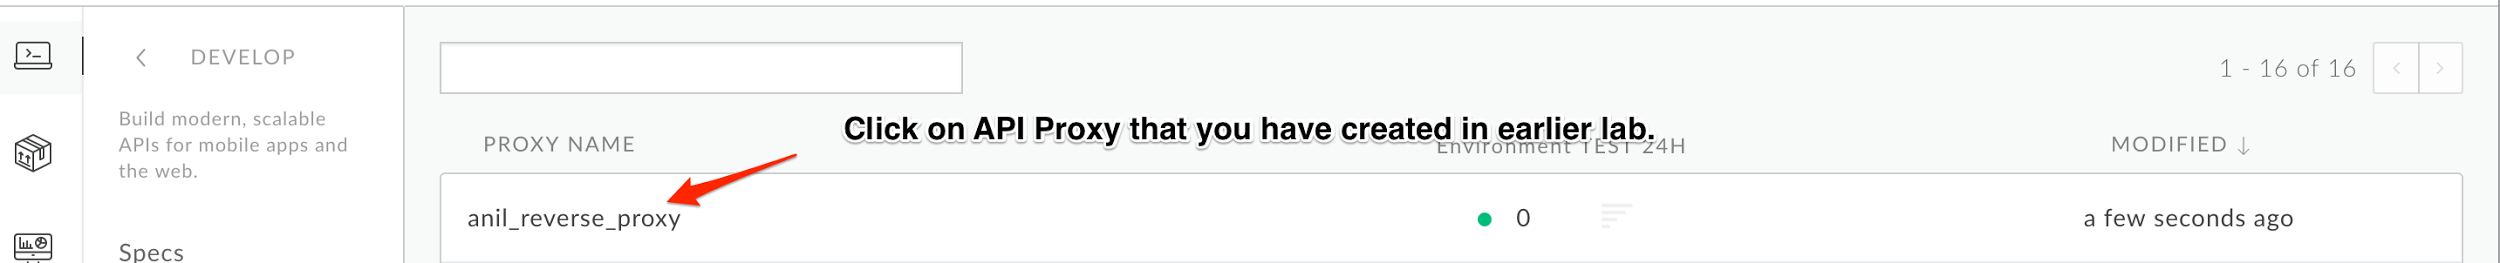 DEVELOP
Build modern, scalable
APIs for mobile apps and
the web.
Specs
1 - 16 of 16
Click on API Proxy that you have created in earlier lab.
PROXY NAME
Environment TEST 24H
MODIFIED ↓
anil_reverse_proxy
0
a few seconds ago